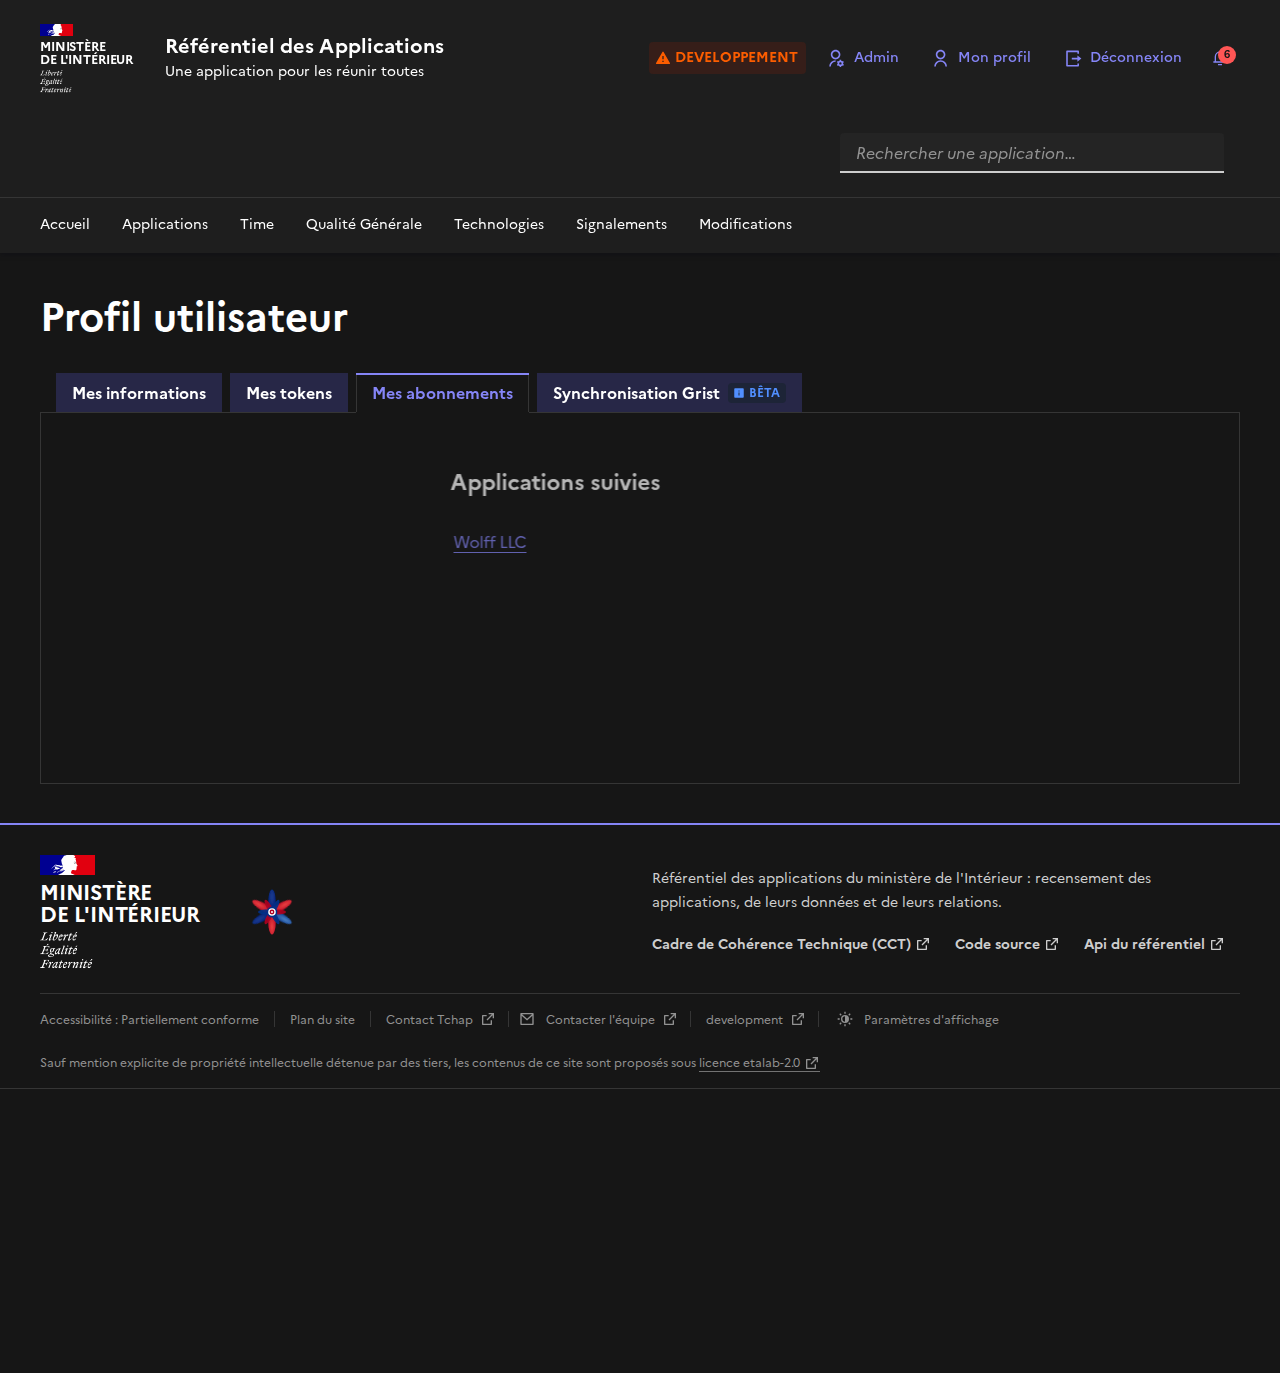 MINISTÈRE
DE L'INTÉRIEUR
Liberté
Égalité
Fraternité
Référentiel des Applications
Une application pour les réunir toutes
DEVELOPPEMENT
Admin
Mon profil
Déconnexion
6
Rechercher une application...
Accueil
Applications
Time
Qualité Générale
Technologies
Signalements
Modifications
Profil utilisateur
Mes informations
Mes tokens
Mes abonnements
Synchronisation Grist
BÊTA
Applications suivies
Wolff LLC
MINISTÈRE
DE L'INTÉRIEUR
Liberté
Égalité
Fraternité
Référentiel des applications du ministère de l'Intérieur : recensement des
applications, de leurs données et de leurs relations.
Cadre de Cohérence Technique (CCT)
Code source
Api du référentiel
Accessibilité : Partiellement conforme
Plan du site
Contact Tchap
Contacter l'équipe
development
Paramètres d'affichage
Sauf mention explicite de propriété intellectuelle détenue par des tiers, les contenus de ce site sont proposés sous licence etalab-2.0